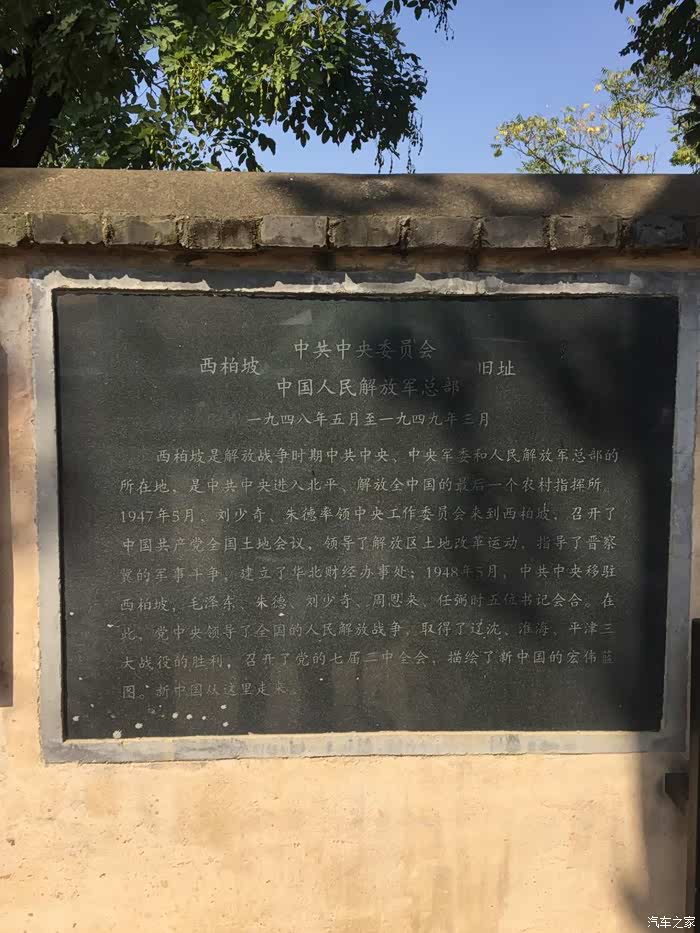 中共中央委员会
西柏坡 旧址
中国人民解放军总部
一九四八年五月至一九四九年三月
西柏坡是解放战争时期中共中央、中央军委和人民解放军总部的
所在地，是中共中央进入北平、解放全中国的最后一个农村指挥所。
1947年5月，刘少奇、朱德率领中央工作委员会来到西柏坡，召开了
中国共产党全国土地会议，领导了解放区土地改革运动，指导了晋察
冀的军事斗争，建立了华北财经办事处；1948年5月，中共中央移驻
西柏坡，毛泽东、朱德、刘少奇、周恩来、任弼时五位书记会合。在
此，党中央领导了全国的人民解放战争，取得了辽沈、淮海、平津三
大战役的胜利，召开了党的七届二中全会，描绘了新中国的宏伟蓝
图。新中国从这里走来。
汽车之家